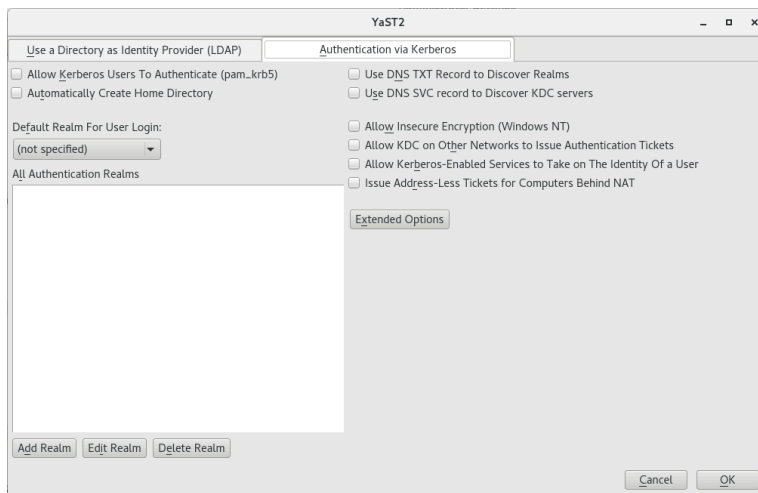 YaST2
Use a Directory as Identity Provider (LDAP)
Authentication via Kerberos
Allow Kerberos Users To Authenticate (pam_krb5)
Automatically Create Home Directory
Default Realm For User Login:
(not specified)
All Authentication Realms
Use DNS TXT Record to Discover Realms
Use DNS SVC record to Discover KDC servers
Allow Insecure Encryption (Windows NT)
Allow KDC on Other Networks to Issue Authentication Tickets
Allow Kerberos-Enabled Services to Take on The Identity Of a User
Issue Address-Less Tickets for Computers Behind NAT
Extended Options
Add Realm
Edit Realm
Delete Realm
Cancel
OK